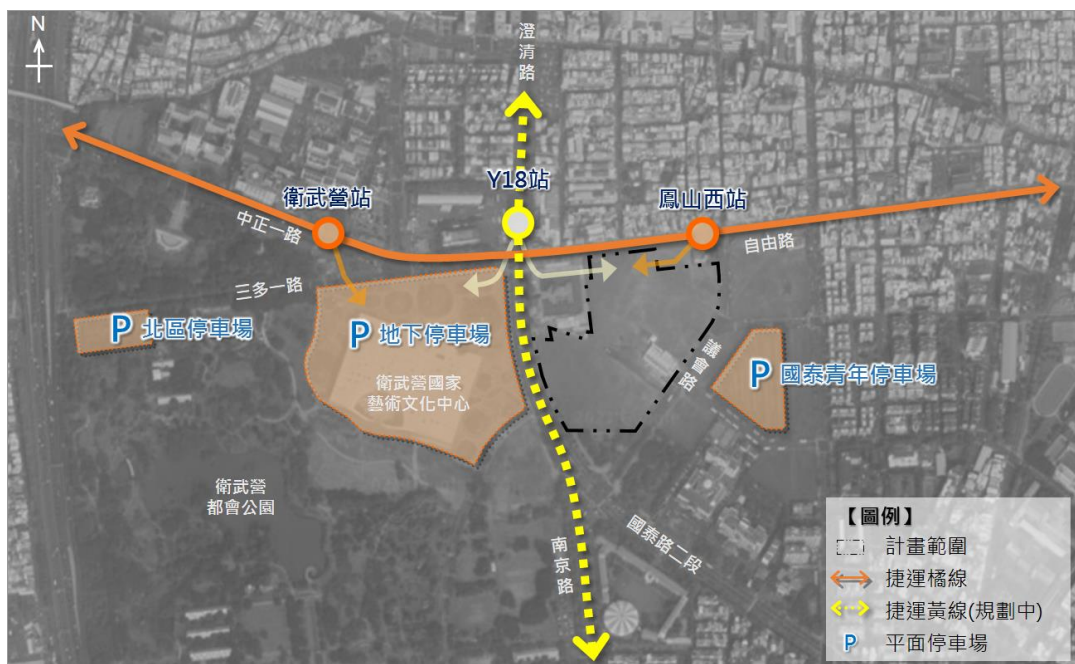 N
澄清路
Y18站
衛武營站
鳳山西站
中正一路
自由路
三多一路
P 北區停車場
P 地下停車場
議會路
P 國泰青年停車場
衛武營國家
藝術文化中心
衛武營
都會公園
南京路
國泰路二段
【圖例】
計畫範圍
捷運橘線
捷運黃線(規劃中)
P 平面停車場